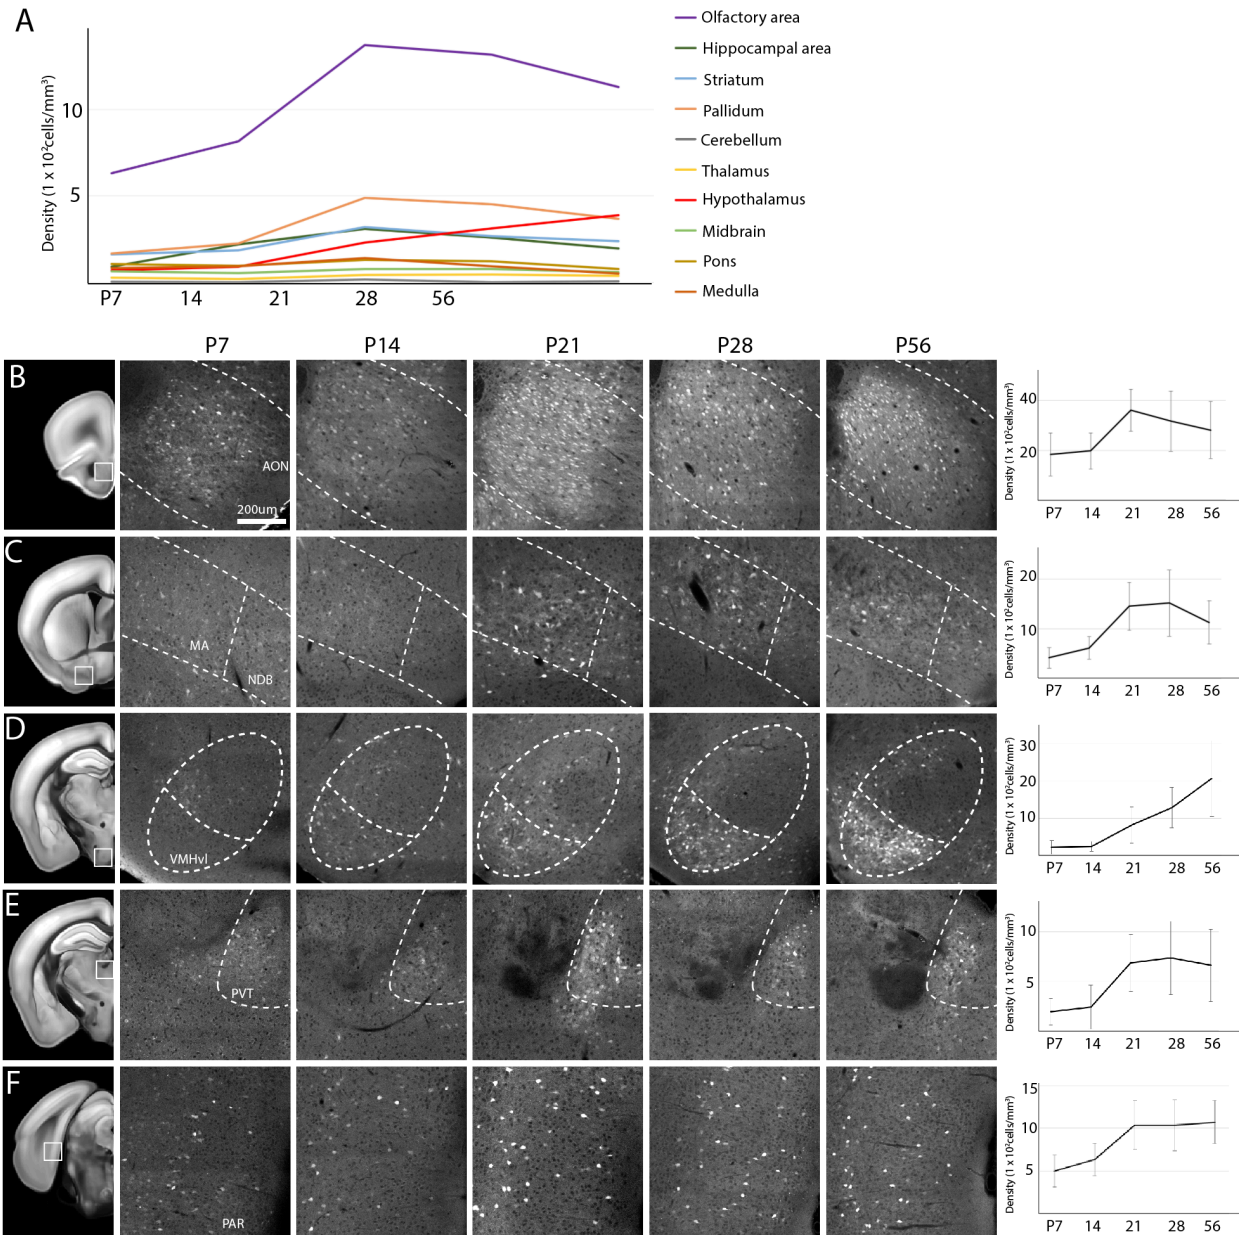 A
Density (1 x 10²cells/mm³)
10
5
P7 14 21 28 56
Olfactory area
Hippocampal area
Striatum
Pallidum
Cerebellum
Thalamus
Hypothalamus
Midbrain
Pons
Medulla
P7 P14 P21 P28 P56
B
AON
200um
Density (1 x 10²cells/mm³)
40
20
P7 14 21 28 56
C
MA
NDB
Density (1 x 10²cells/mm³)
20
10
P7 14 21 28 56
D
VMHvl
Density (1 x 10²cells/mm³)
30
20
10
P7 14 21 28 56
E
PVT
Density (1 x 10²cells/mm³)
10
5
P7 14 21 28 56
F
PAR
Density (1 x 10²cells/mm³)
15
10
5
P7 14 21 28 56